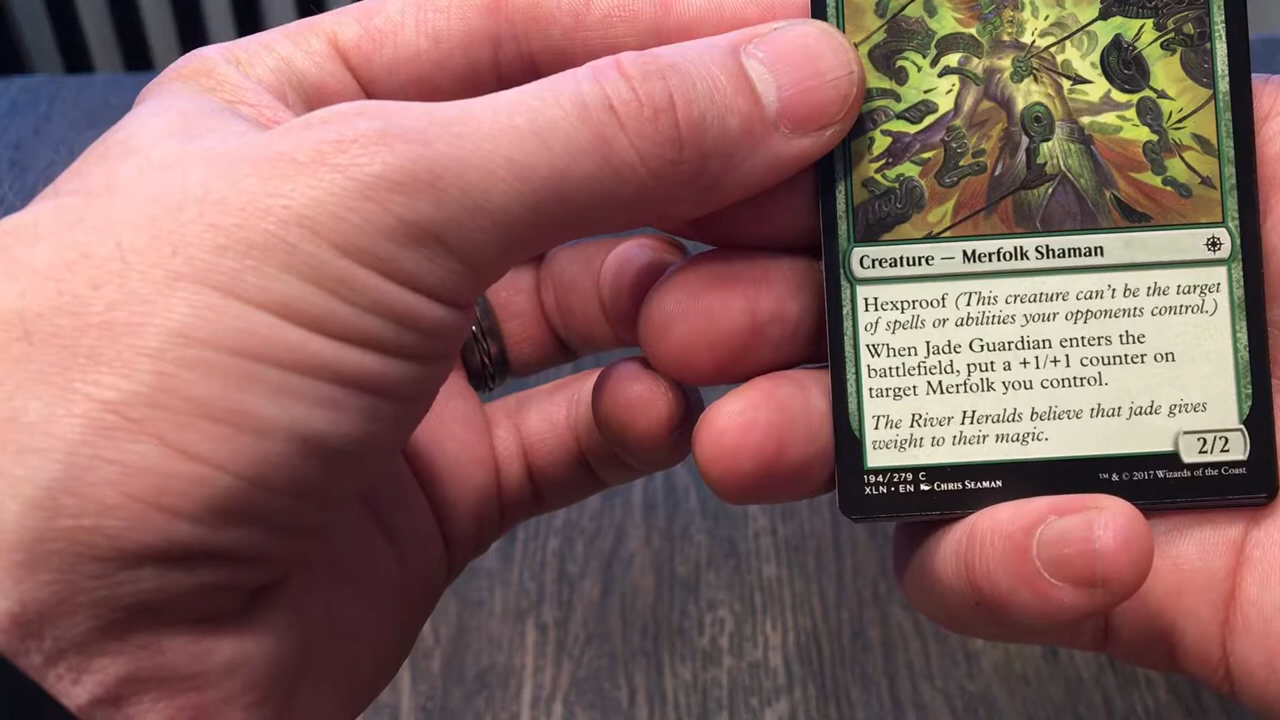 Creature — Merfolk Shaman
Hexproof (This creature can't be the target
of spells or abilities your opponents control.)
When Jade Guardian enters the
battlefield, put a +1/+1 counter on
target Merfolk you control.
The River Heralds believe that jade gives
weight to their magic.
2/2
194/279 C
XLN • EN Chris Seaman
™ & © 2017 Wizards of the Coast